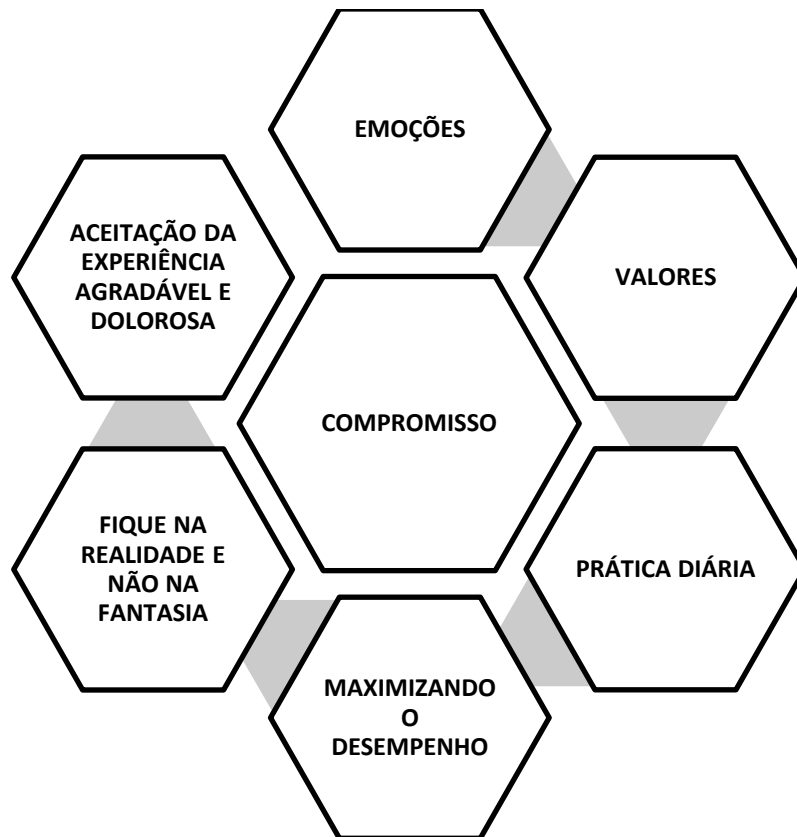 EMOÇÕES
VALORES
PRÁTICA DIÁRIA
MAXIMIZANDO
O
DESEMPENHO
FIQUE NA
REALIDADE E
NÃO NA
FANTASIA
ACEITAÇÃO DA
EXPERIÊNCIA
AGRADÁVEL E
DOLOROSA
COMPROMISSO